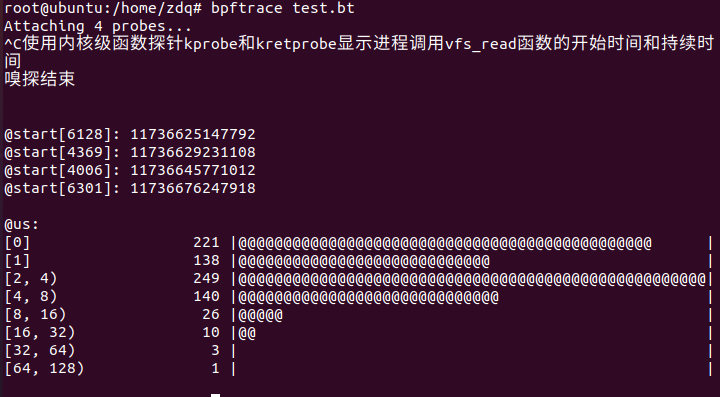 root@ubuntu:/home/zdq# bpftrace test.bt
Attaching 4 probes...
^C使用内核级函数探针kprobe和kretprobe显示进程调用vfs_read函数的开始时间和持续时
间
嗅探结束
@start[6128]: 11736625147792
@start[4369]: 11736629231108
@start[4006]: 11736645771012
@start[6301]: 11736676247918
@us:
[0]                  221 |@@@@@@@@@@@@@@@@@@@@@@@@@@@@@@@@@@@@@@@@@@@@@@      |
[1]                  138 |@@@@@@@@@@@@@@@@@@@@@@@@@@@@                        |
[2, 4)               249 |@@@@@@@@@@@@@@@@@@@@@@@@@@@@@@@@@@@@@@@@@@@@@@@@@@@@|
[4, 8)               140 |@@@@@@@@@@@@@@@@@@@@@@@@@@@@@                       |
[8, 16)               26 |@@@@@                                               |
[16, 32)              10 |@@                                                  |
[32, 64)               3 |                                                    |
[64, 128)              1 |                                                    |